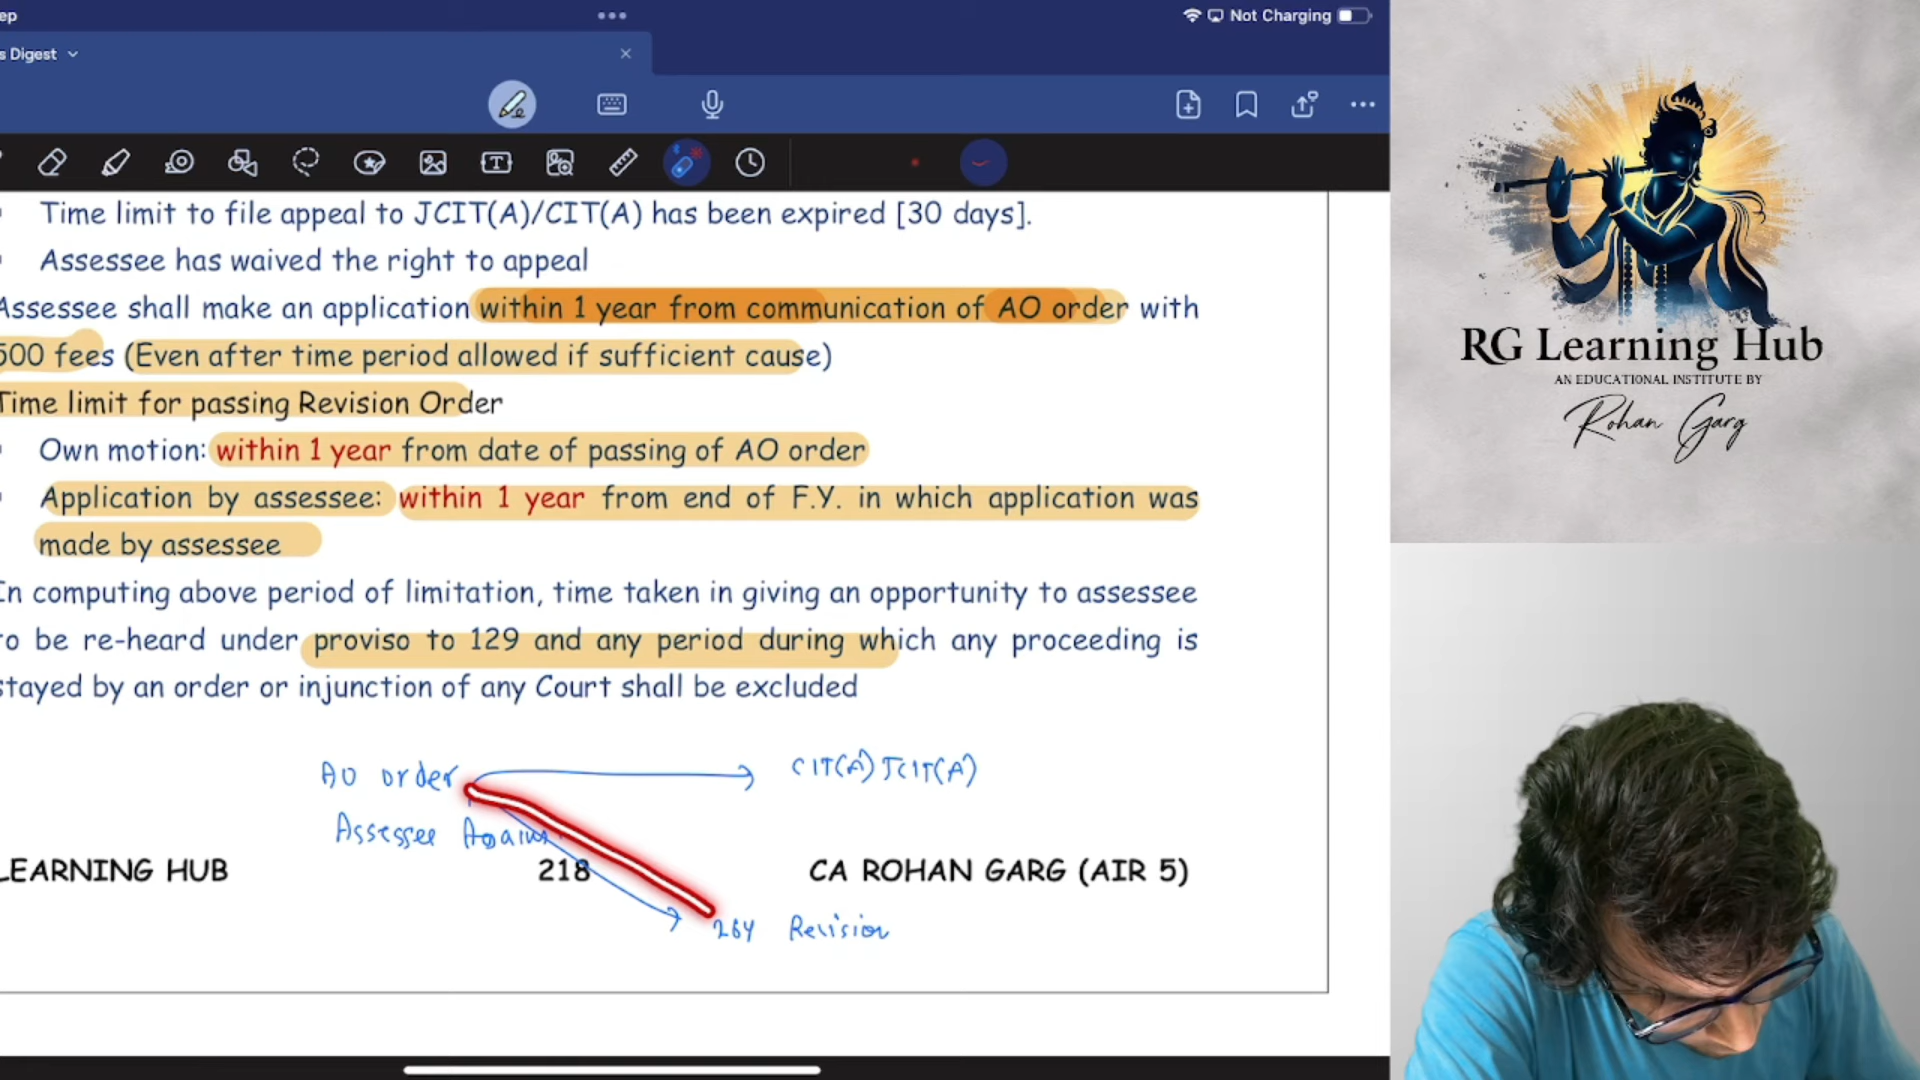 ep
Not Charging
s Digest
Time limit to file appeal to JCIT(A)/CIT(A) has been expired [30 days].
Assessee has waived the right to appeal
Assessee shall make an application within 1 year from communication of AO order with
500 fees (Even after time period allowed if sufficient cause)
Time limit for passing Revision Order
Own motion: within 1 year from date of passing of AO order
Application by assessee: within 1 year from end of F.Y. in which application was
made by assessee
In computing above period of limitation, time taken in giving an opportunity to assessee
to be re-heard under proviso to 129 and any period during which any proceeding is
stayed by an order or injunction of any Court shall be excluded
AO order
CIT(A) JCIT(A)
Assessee Against
LEARNING HUB
218
CA ROHAN GARG (AIR 5)
264 Revision
RG Learning Hub
AN EDUCATIONAL INSTITUTE BY
Rohan Garg